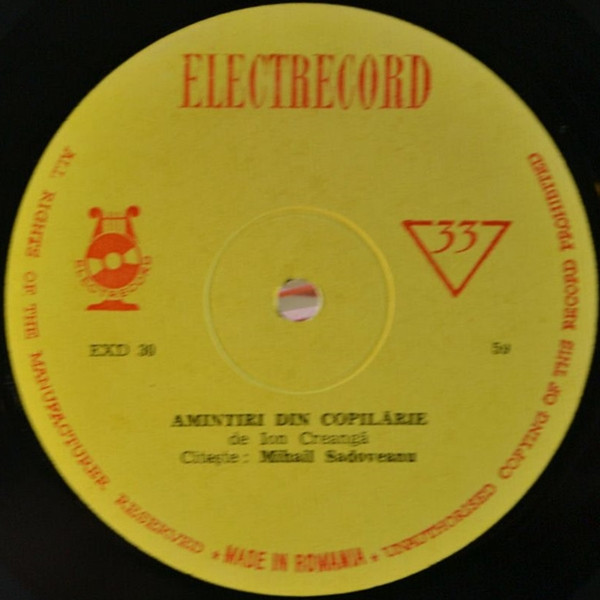 ELECTRECORD
ELECTRECORD
33
EXD 30
59
AMINTIRI DIN COPILĂRIE
de Ion Creangă
Citește: Mihail Sadoveanu
ALL RIGHTS OF THE MANUFACTURER RESERVED ★ MADE IN ROMANIA ★ UNAUTHORISED COPYING OF THIS RECORD PROHIBITED